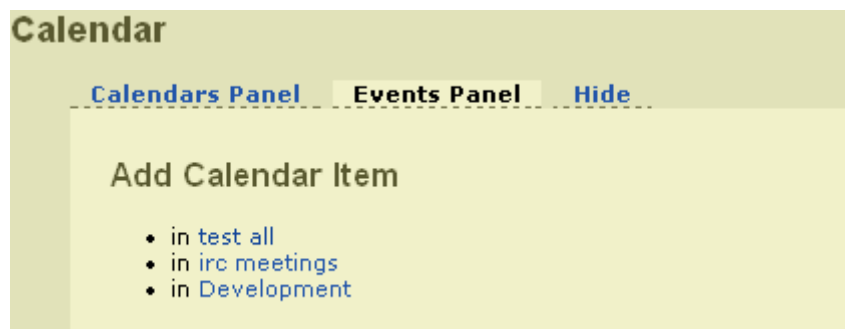 Calendar
Calendars Panel Events Panel Hide
Add Calendar Item
• in test all
• in irc meetings
• in Development